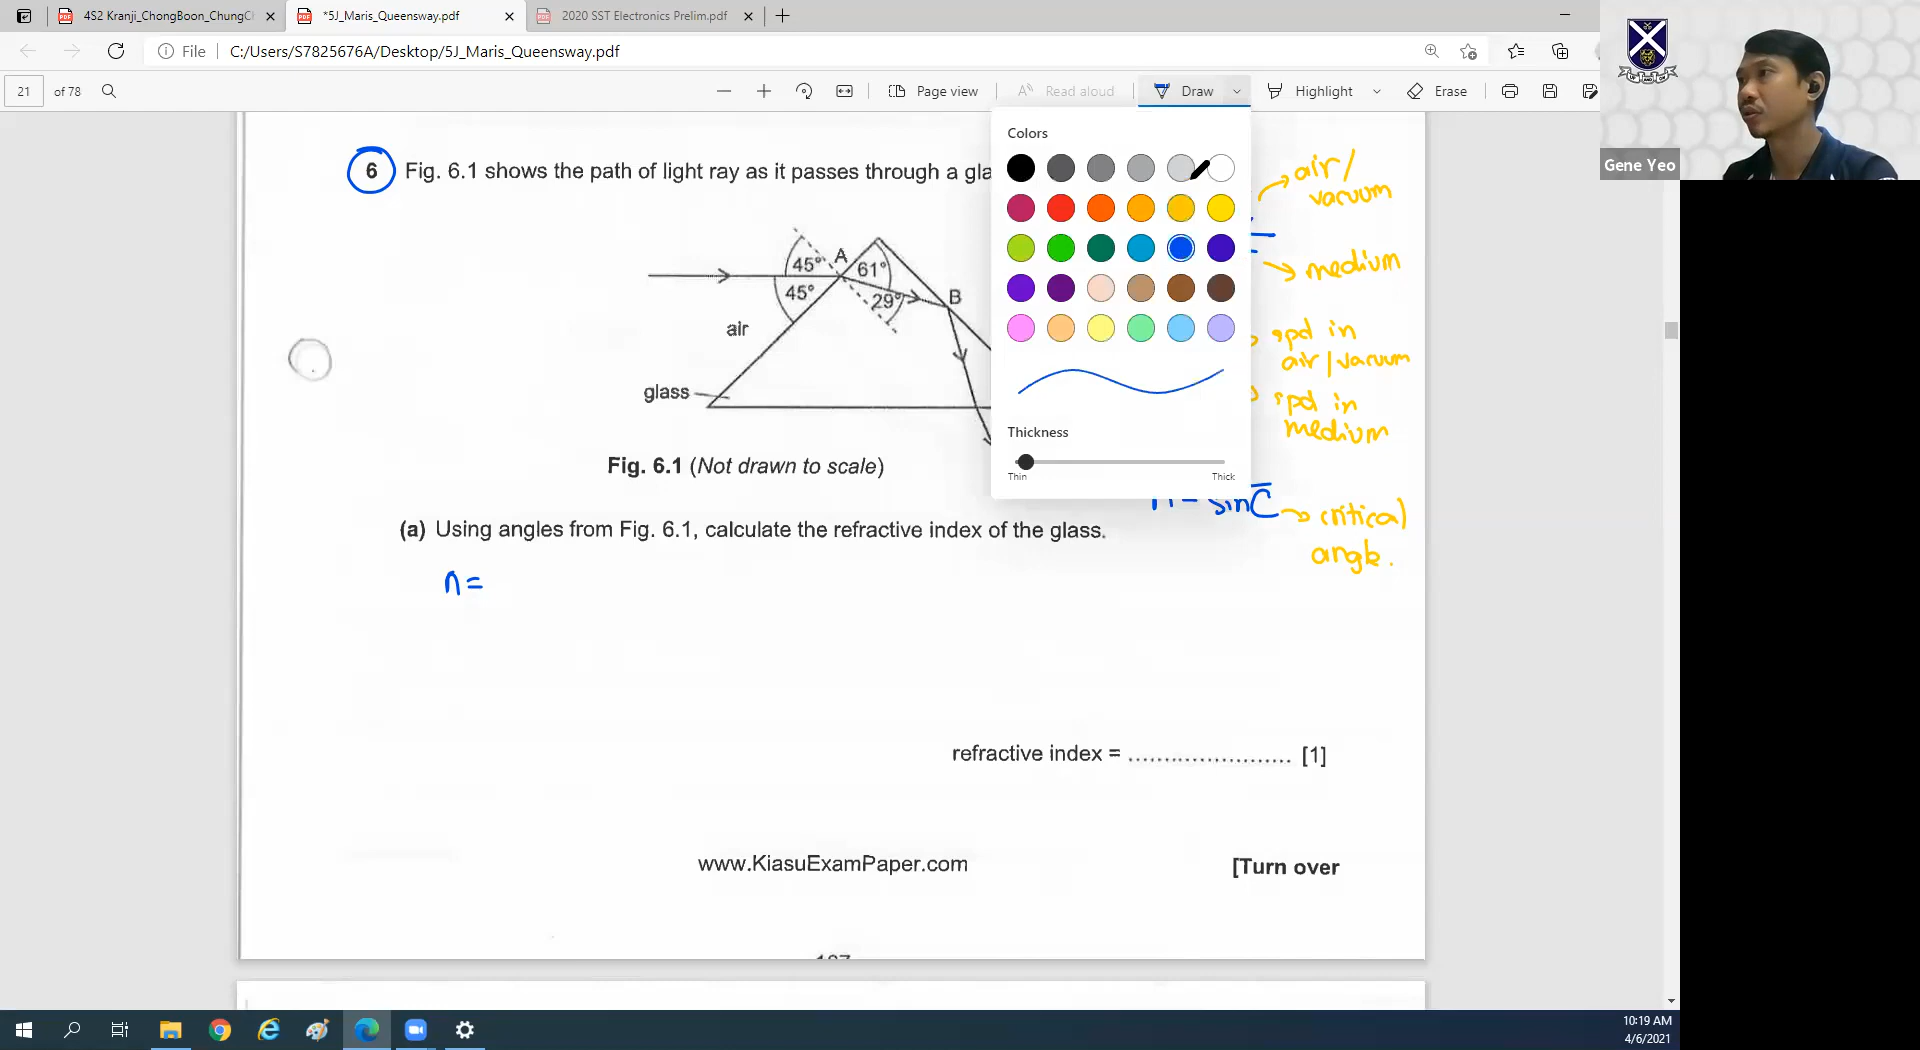 4S2 Kranji_ChongBoon_ChungCh
*5J_Maris_Queensway.pdf
2020 SST Electronics Prelim.pdf
File
C:/Users/S7825676A/Desktop/5J_Maris_Queensway.pdf
21
of 78
Page view
Read aloud
Draw
Highlight
Erase
Gene Yeo
Colors
Thickness
Thin
Thick
6 Fig. 6.1 shows the path of light ray as it passes through a gla
45°
A
61°
45°
29°
B
air
glass
Fig. 6.1 (Not drawn to scale)
air/
vacuum
medium
spd in
air/vacuum
spd in
medium
n = sin C
critical
angle.
(a) Using angles from Fig. 6.1, calculate the refractive index of the glass.
n =
refractive index = ........................ [1]
www.KiasuExamPaper.com
[Turn over
10:19 AM
4/6/2021